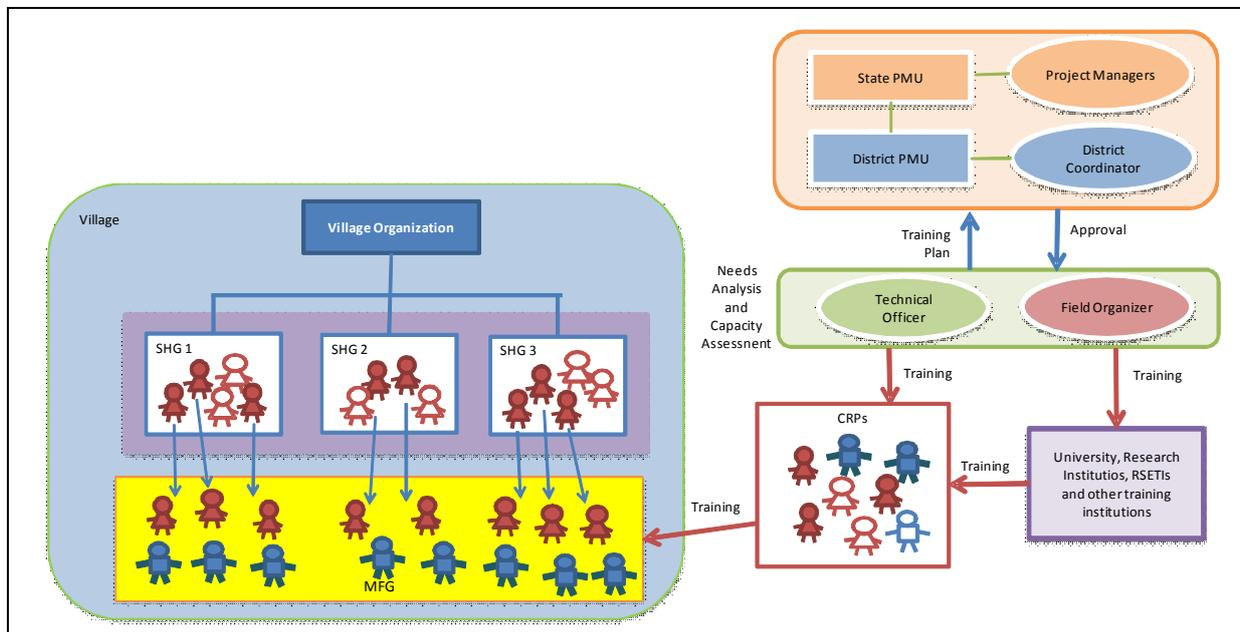 State PMU
Project Managers
District PMU
District
Coordinator
Training
Plan
Approval
Needs
Analysis
and
Capacity
Assessnent
Technical
Officer
Field Organizer
Training
Training
Village
Village Organization
SHG 1
SHG 2
SHG 3
MFG
Training
CRPs
Training
University, Research
Institutios, RSETIs
and other training
institutions